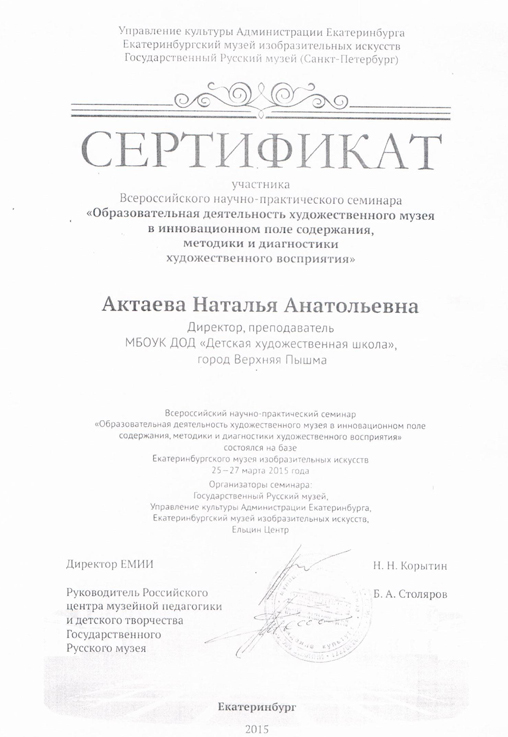 Управление культуры Администрации Екатеринбурга
Екатеринбургский музей изобразительных искусств
Государственный Русский музей (Санкт-Петербург)
СЕРТИФИКАТ
участника
Всероссийского научно-практического семинара
«Образовательная деятельность художественного музея
в инновационном поле содержания,
методики и диагностики
художественного восприятия»
Актаева Наталья Анатольевна
Директор, преподаватель
МБОУК ДОД «Детская художественная школа»,
город Верхняя Пышма
Всероссийский научно-практический семинар
«Образовательная деятельность художественного музея в инновационном поле
содержания, методики и диагностики художественного восприятия»
состоялся на базе
Екатеринбургского музея изобразительных искусств
25—27 марта 2015 года
Организаторы семинара:
Государственный Русский музей,
Управление культуры Администрации Екатеринбурга,
Екатеринбургский музей изобразительных искусств,
Ельцин Центр
Директор ЕМИИ
Н. Н. Корытин
Руководитель Российского
центра музейной педагогики
и детского творчества
Государственного
Русского музея
Б. А. Столяров
Екатеринбург
2015